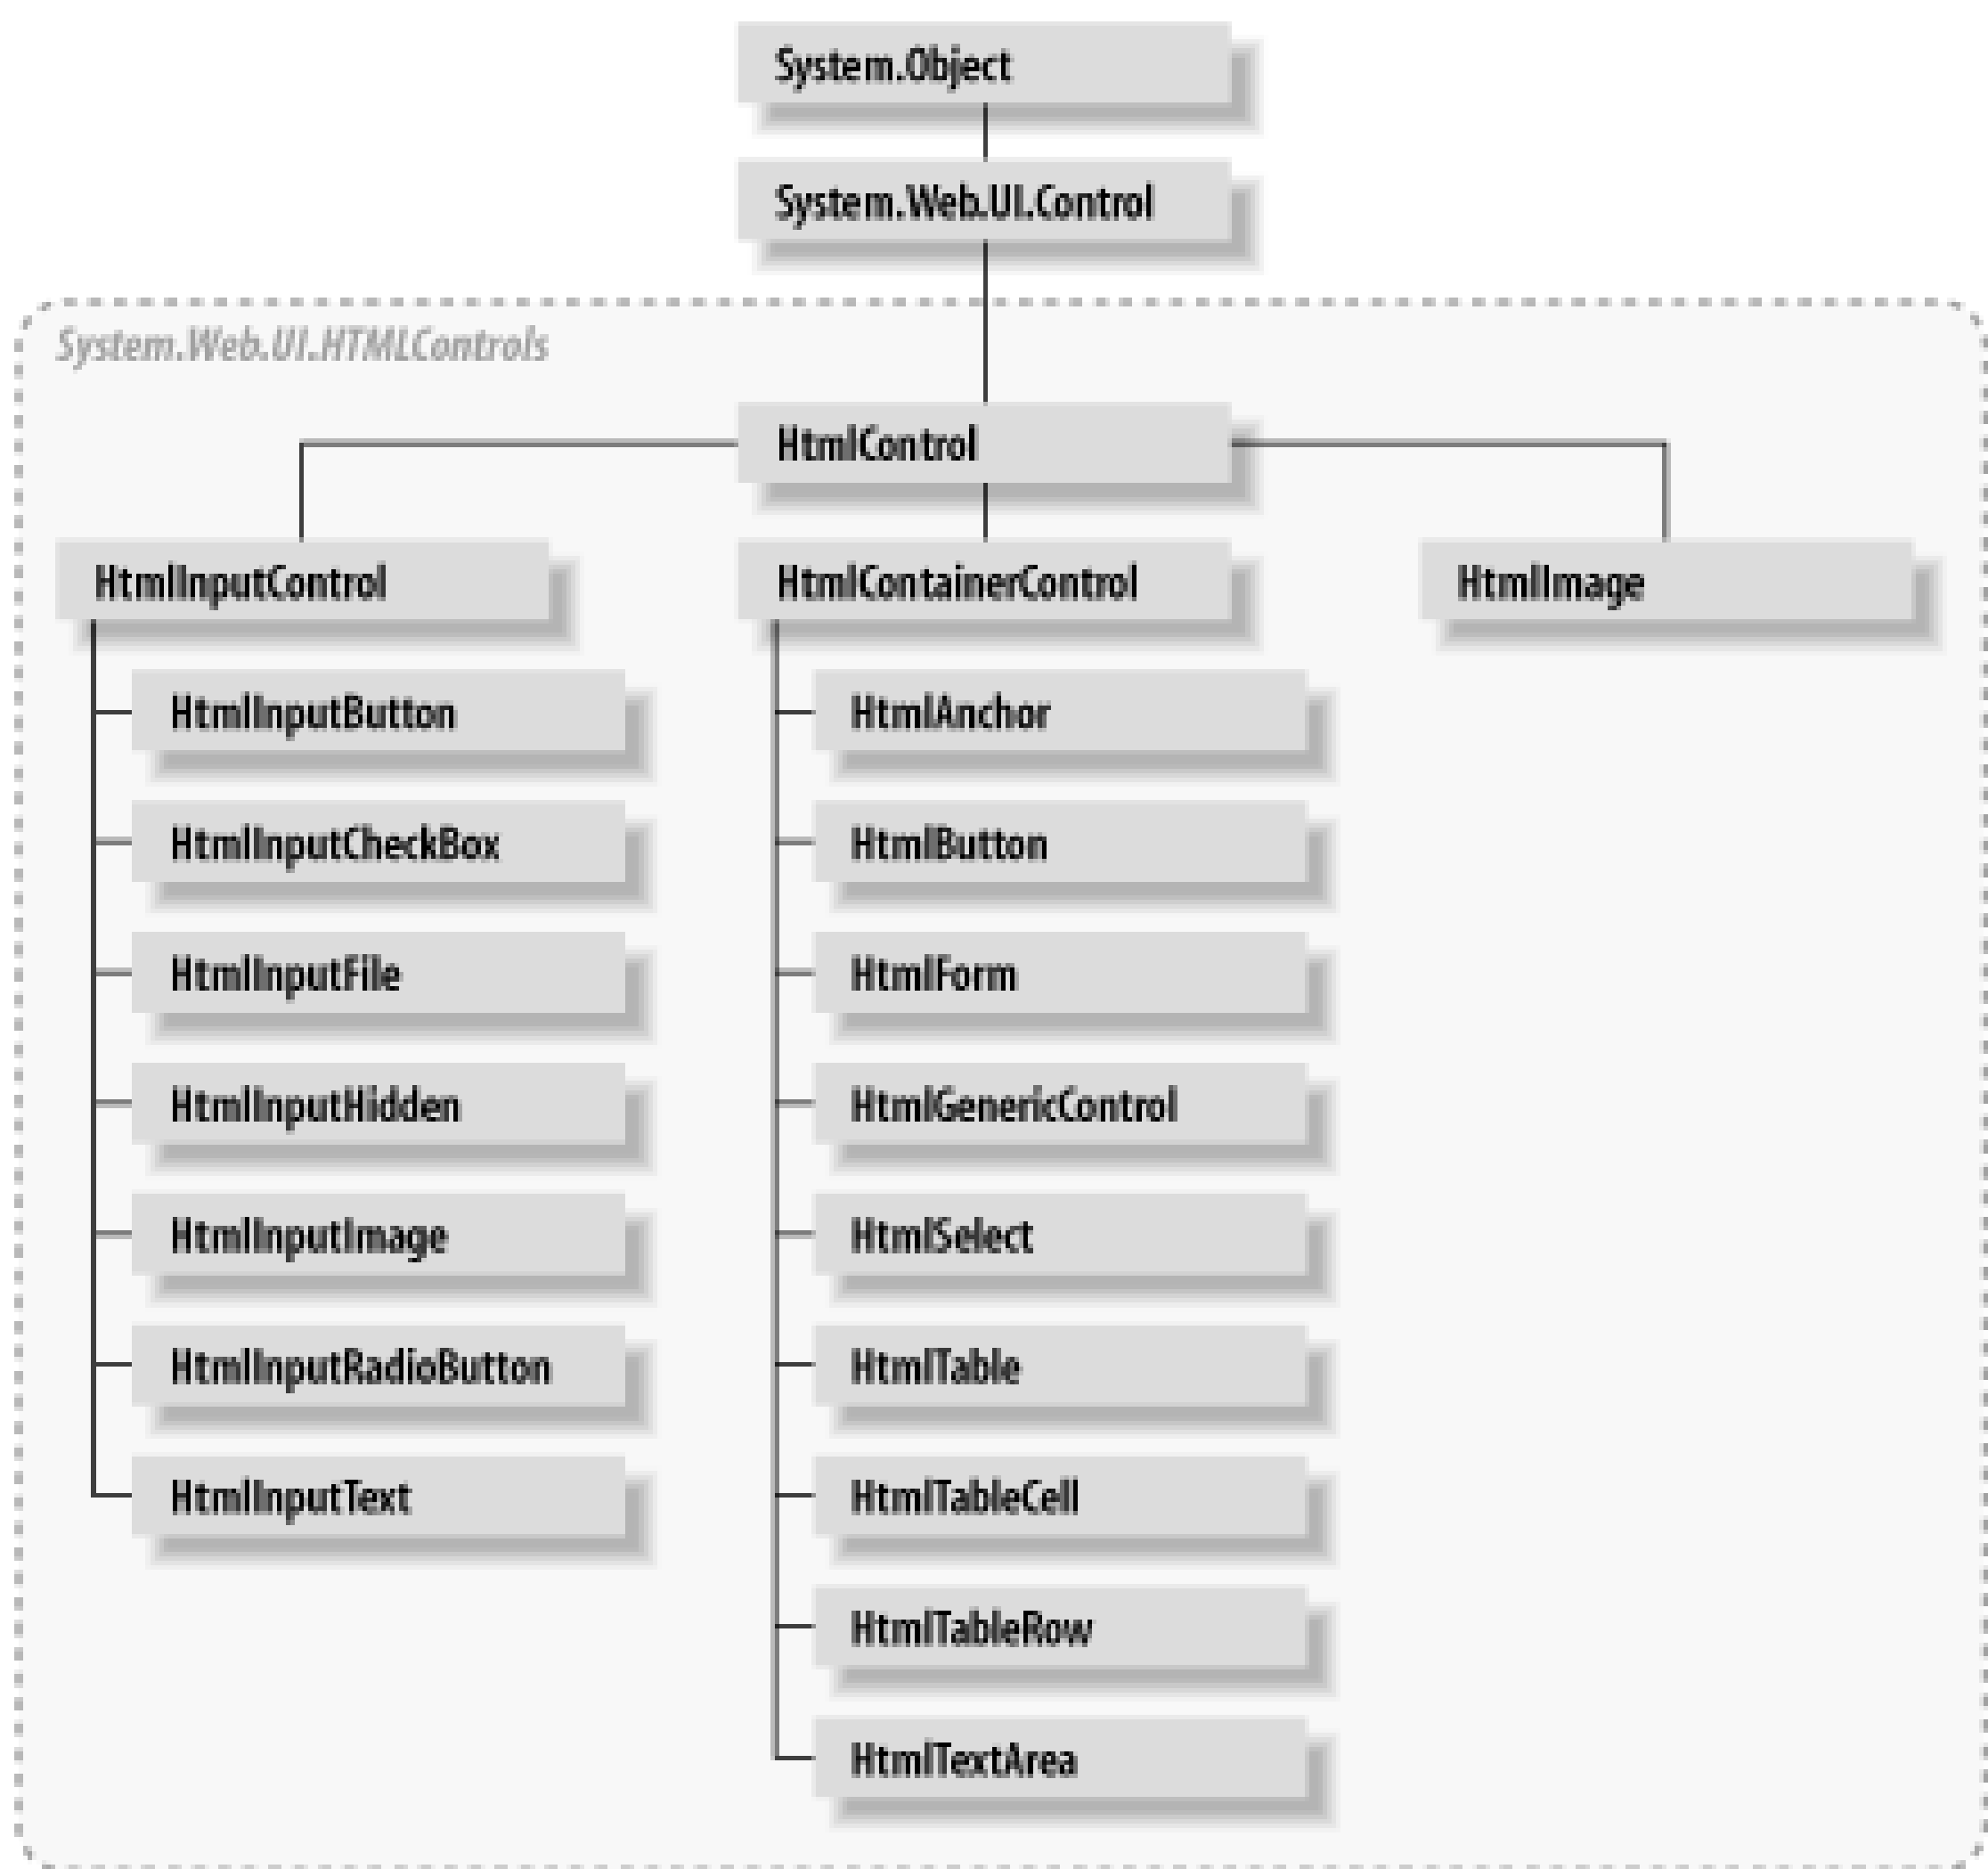 System.Object
System.Web.UI.Control
System.Web.UI.HTMLControls
HtmlControl
HtmlInputControl
HtmlContainerControl
HtmlImage
HtmlInputButton
HtmlAnchor
HtmlInputCheckBox
HtmlButton
HtmlInputFile
HtmlForm
HtmlInputHidden
HtmlGenericControl
HtmlInputImage
HtmlSelect
HtmlInputRadioButton
HtmlTable
HtmlInputText
HtmlTableCell
HtmlTableRow
HtmlTextArea